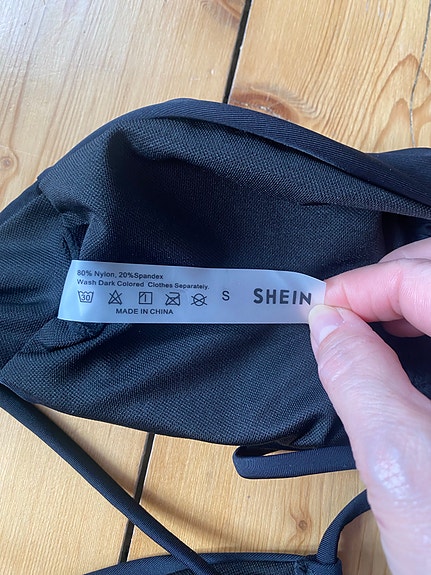 80% Nylon, 20%Spandex
Wash Dark Colored Clothes Separately.
30 S SHEIN
MADE IN CHINA